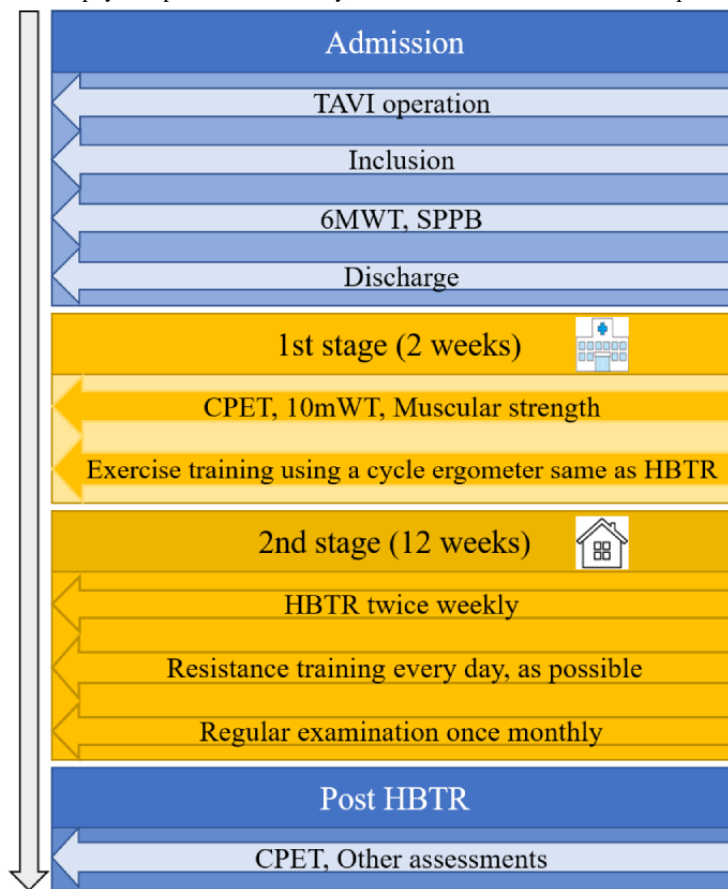 Admission
TAVI operation
Inclusion
6MWT, SPPB
Discharge
1st stage (2 weeks)
CPET, 10mWT, Muscular strength
Exercise training using a cycle ergometer same as HBTR
2nd stage (12 weeks)
HBTR twice weekly
Resistance training every day, as possible
Regular examination once monthly
Post HBTR
CPET, Other assessments